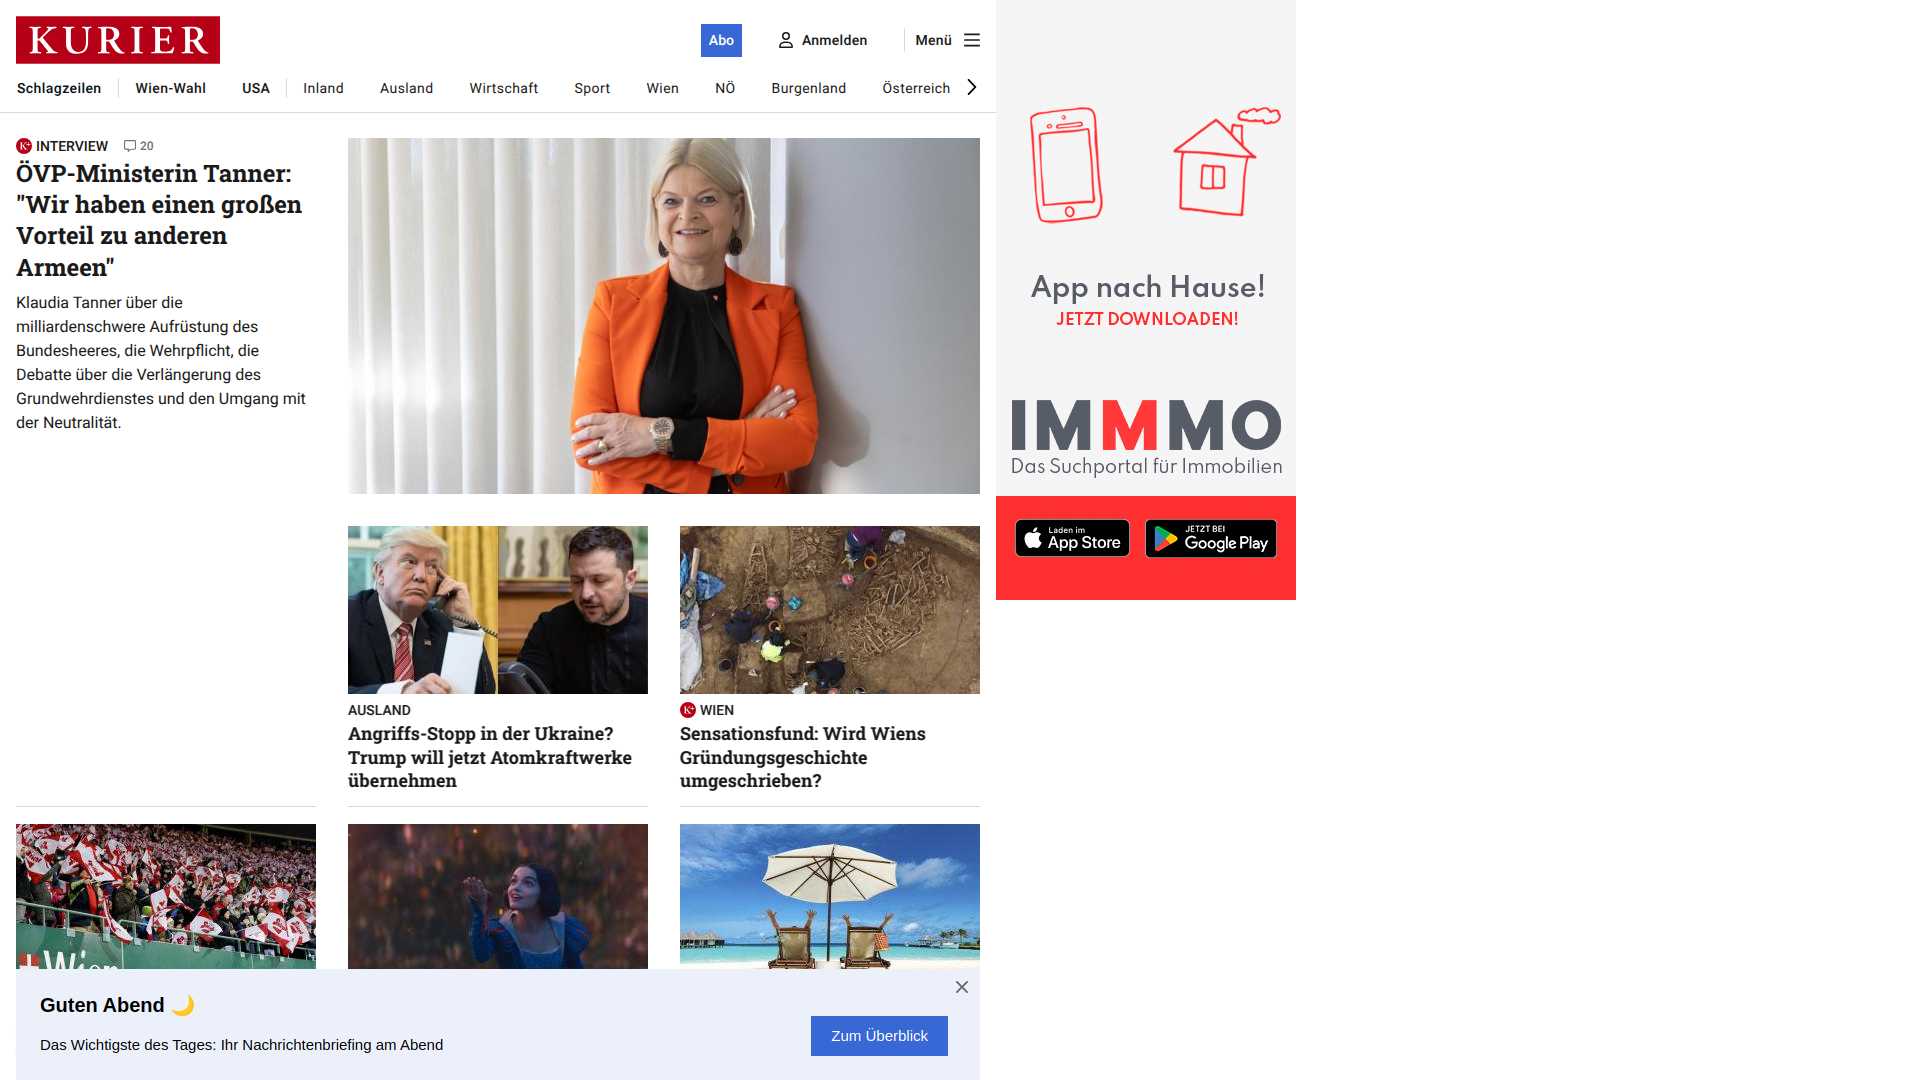 KURIER
Abo
Anmelden
Menü
Schlagzeilen
Wien-Wahl
USA
Inland
Ausland
Wirtschaft
Sport
Wien
NÖ
Burgenland
Österreich
K+ INTERVIEW 20
ÖVP-Ministerin Tanner:
"Wir haben einen großen
Vorteil zu anderen
Armeen"
Klaudia Tanner über die
milliardenschwere Aufrüstung des
Bundesheeres, die Wehrpflicht, die
Debatte über die Verlängerung des
Grundwehrdienstes und den Umgang mit
der Neutralität.
AUSLAND
Angriffs-Stopp in der Ukraine?
Trump will jetzt Atomkraftwerke
übernehmen
K+ WIEN
Sensationsfund: Wird Wiens
Gründungsgeschichte
umgeschrieben?
Wien
Guten Abend 🌙
Das Wichtigste des Tages: Ihr Nachrichtenbriefing am Abend
Zum Überblick
App nach Hause!
JETZT DOWNLOADEN!
IMMMO
Das Suchportal für Immobilien
Laden im
App Store
JETZT BEI
Google Play